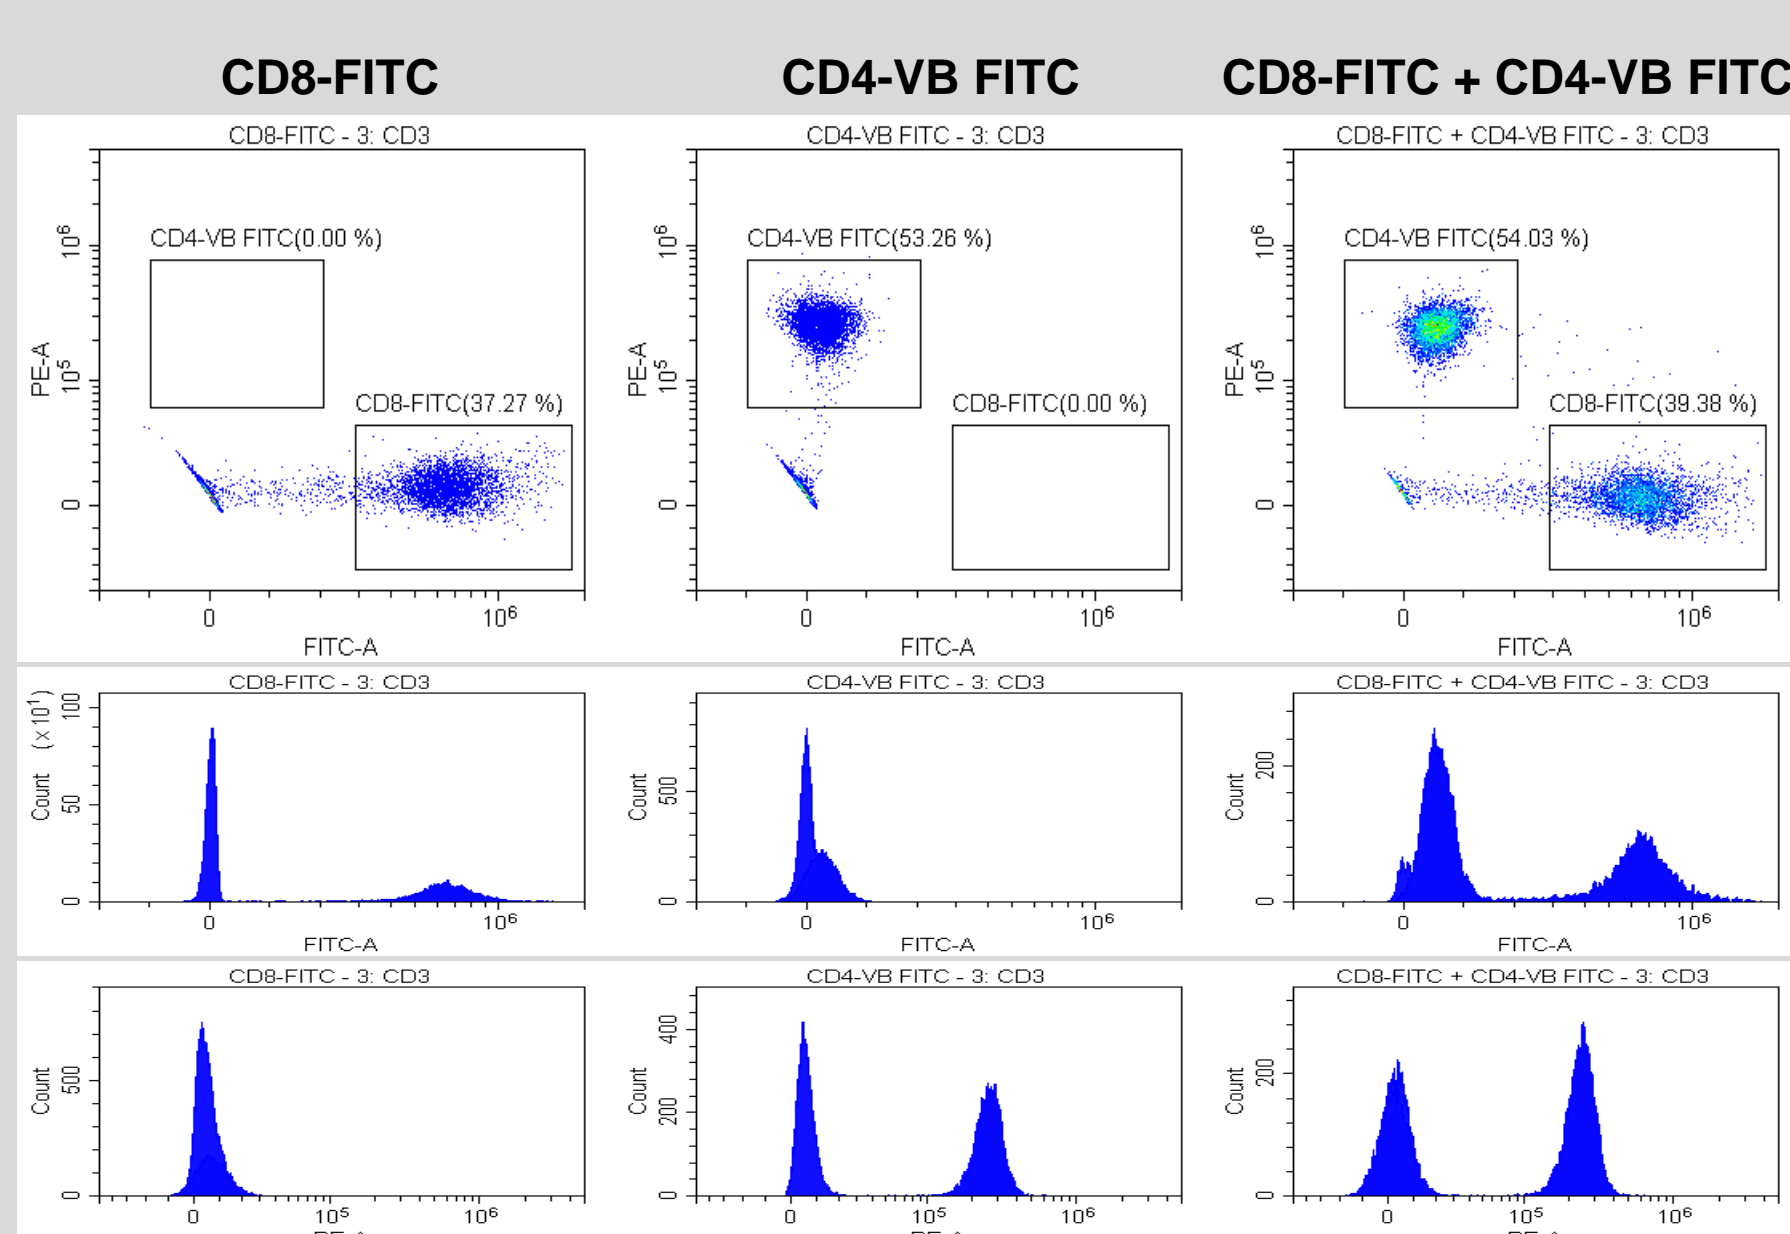 CD8-FITC CD4-VB FITC CD8-FITC + CD4-VB FITC
CD8-FITC - 3: CD3
PE-A
10⁶
10⁵
0
CD4-VB FITC(0.00 %)
CD8-FITC(37.27 %)
0 10⁶
FITC-A
CD4-VB FITC - 3: CD3
PE-A
10⁶
10⁵
0
CD4-VB FITC(53.26 %)
CD8-FITC(0.00 %)
0 10⁶
FITC-A
CD8-FITC + CD4-VB FITC - 3: CD3
PE-A
10⁶
10⁵
0
CD4-VB FITC(54.03 %)
CD8-FITC(39.38 %)
0 10⁶
FITC-A
CD8-FITC - 3: CD3
Count (x 10¹)
100
50
0
0 10⁶
FITC-A
CD4-VB FITC - 3: CD3
Count
500
0
0 10⁶
FITC-A
CD8-FITC + CD4-VB FITC - 3: CD3
Count
200
0
0 10⁶
FITC-A
CD8-FITC - 3: CD3
Count
500
0
0 10⁵ 10⁶
CD4-VB FITC - 3: CD3
Count
400
200
0
0 10⁵ 10⁶
CD8-FITC + CD4-VB FITC - 3: CD3
Count
200
0
0 10⁵ 10⁶